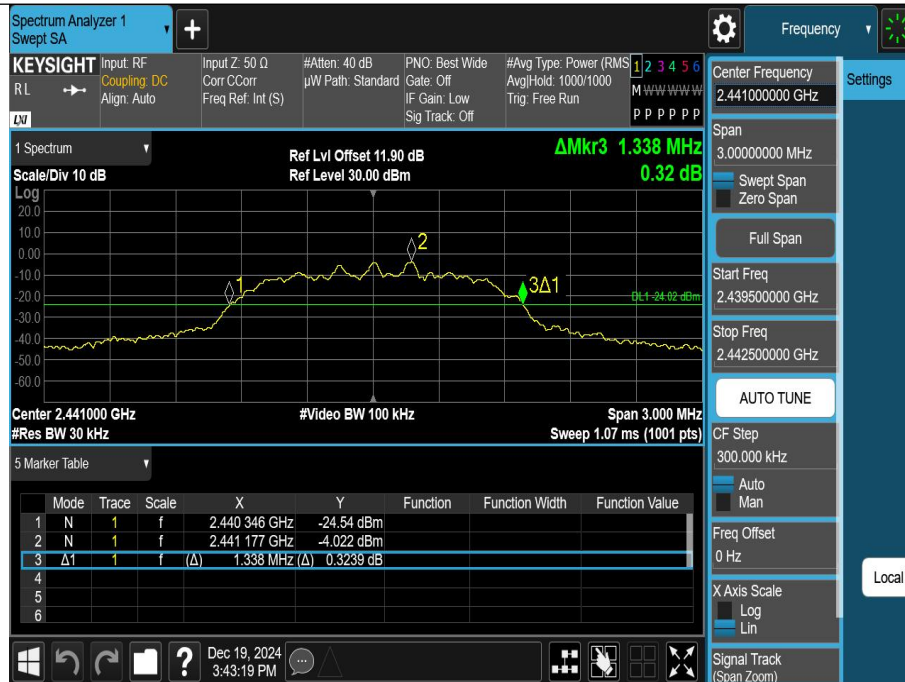 Spectrum Analyzer 1
Swept SA
+
Frequency
KEYSIGHT
RL
LXI
Input: RF
Coupling: DC
Align: Auto
Input Z: 50 Ω
Corr CCorr
Freq Ref: Int (S)
#Atten: 40 dB
µW Path: Standard
PNO: Best Wide
Gate: Off
IF Gain: Low
Sig Track: Off
#Avg Type: Power (RMS
Avg|Hold: 1000/1000
Trig: Free Run
1 2 3 4 5 6
M W W W W W
P P P P P P
1 Spectrum
Scale/Div 10 dB
Ref Lvl Offset 11.90 dB
Ref Level 30.00 dBm
ΔMkr3 1.338 MHz
0.32 dB
Log
20.0
10.0
0.00
-10.0
-20.0
-30.0
-40.0
-50.0
-60.0
1
2
3Δ1
DL1 -24.02 dBm
Center 2.441000 GHz
#Res BW 30 kHz
#Video BW 100 kHz
Span 3.000 MHz
Sweep 1.07 ms (1001 pts)
5 Marker Table
Mode Trace Scale X Y Function Function Width Function Value
1 N 1 f 2.440 346 GHz -24.54 dBm
2 N 1 f 2.441 177 GHz -4.022 dBm
3 Δ1 1 f (Δ) 1.338 MHz (Δ) 0.3239 dB
4
5
6
?
Dec 19, 2024
3:43:19 PM
Center Frequency
2.441000000 GHz
Settings
Span
3.00000000 MHz
Swept Span
Zero Span
Full Span
Start Freq
2.439500000 GHz
Stop Freq
2.442500000 GHz
AUTO TUNE
CF Step
300.000 kHz
Auto
Man
Freq Offset
0 Hz
Local
X Axis Scale
Log
Lin
Signal Track
(Span Zoom)